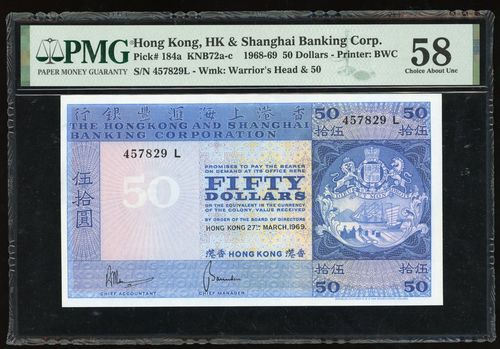 PMG
PAPER MONEY GUARANTY
Hong Kong, HK & Shanghai Banking Corp.
Pick# 184a KNB72a-c 1968-69 50 Dollars - Printer: BWC
S/N 457829L - Wmk: Warrior's Head & 50
58
Choice About Unc
行銀豐滙海上港香
THE HONGKONG AND SHANGHAI
BANKING CORPORATION
50 457829 L 50
拾伍 拾伍
457829 L
PROMISES TO PAY THE BEARER
ON DEMAND AT ITS OFFICE HERE
50
FIFTY
DOLLARS
伍拾圓
OR THE EQUIVALENT IN THE CURRENCY
OF THE COLONY, VALUE RECEIVED
BY ORDER OF THE BOARD OF DIRECTORS
HONG KONG 27TH MARCH, 1969.
港香 HONG KONG 港香
CHIEF ACCOUNTANT
CHIEF MANAGER
拾伍 拾伍
50 50